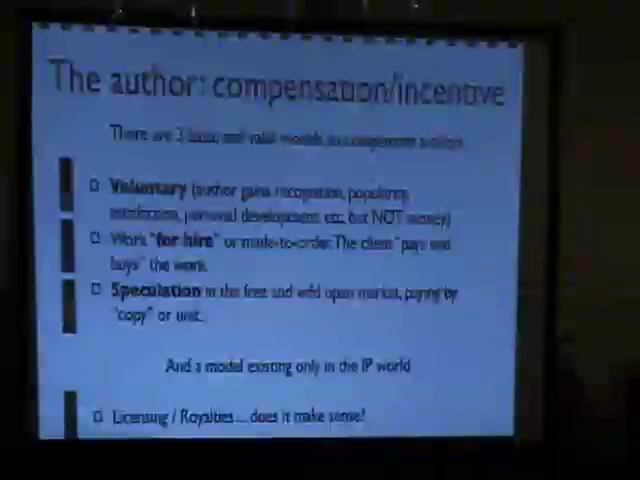 The author: compensation/incentive
There are 3 basic and valid models to compensate authors
Voluntary (author gains recognition, popularity,
satisfaction, personal development, etc, but NOT money)
Work "for hire" or made-to-order. The client "pays and
buys" the work.
Speculation in the free and wild open market, paying by
"copy" or unit.
And a model existing only in the IP world
Licensing / Royalties... does it make sense?